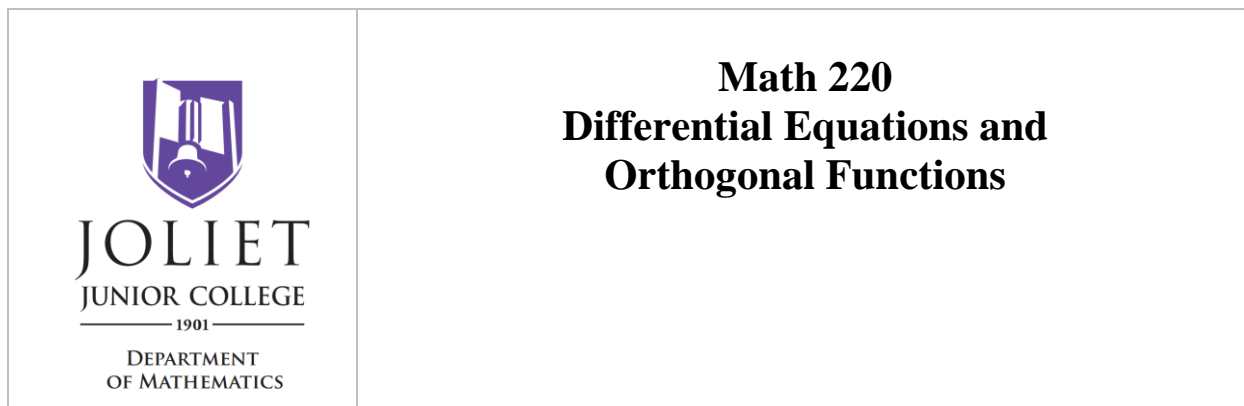 JOLIET
JUNIOR COLLEGE
1901
DEPARTMENT
OF MATHEMATICS
Math 220
Differential Equations and
Orthogonal Functions